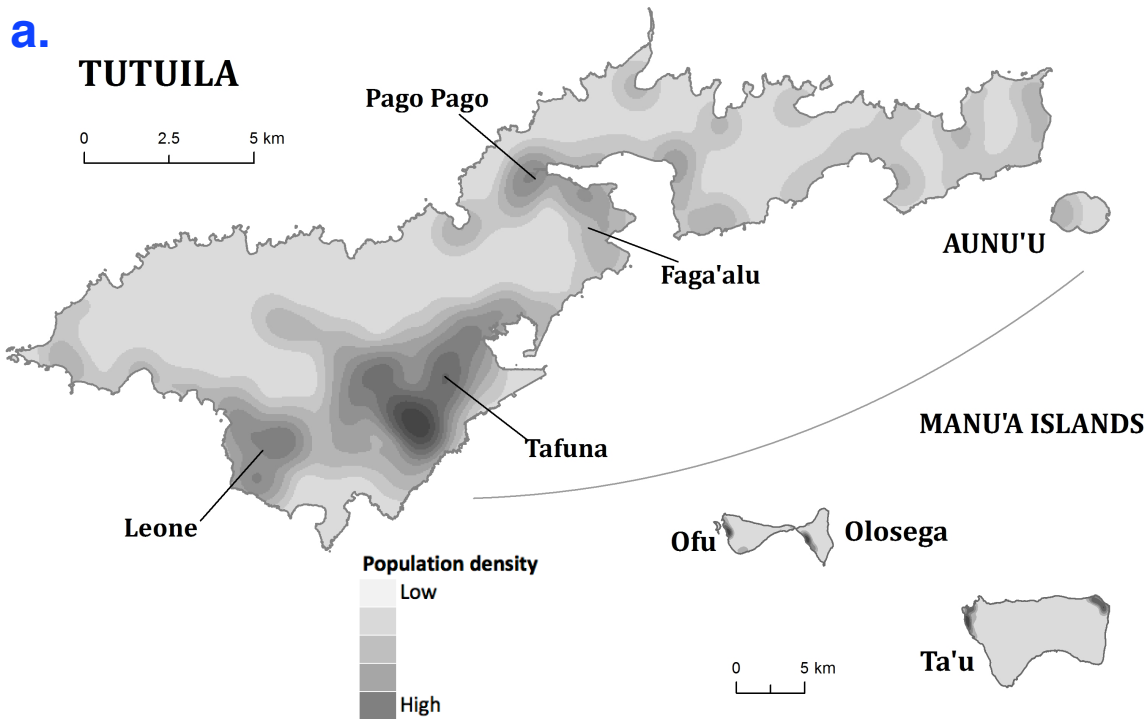 a.
TUTUILA
0 2.5 5 km
Pago Pago
Faga'alu
AUNU'U
MANU'A ISLANDS
Tafuna
Leone
Ofu
Olosega
Ta'u
Population density
Low
High
0 5 km